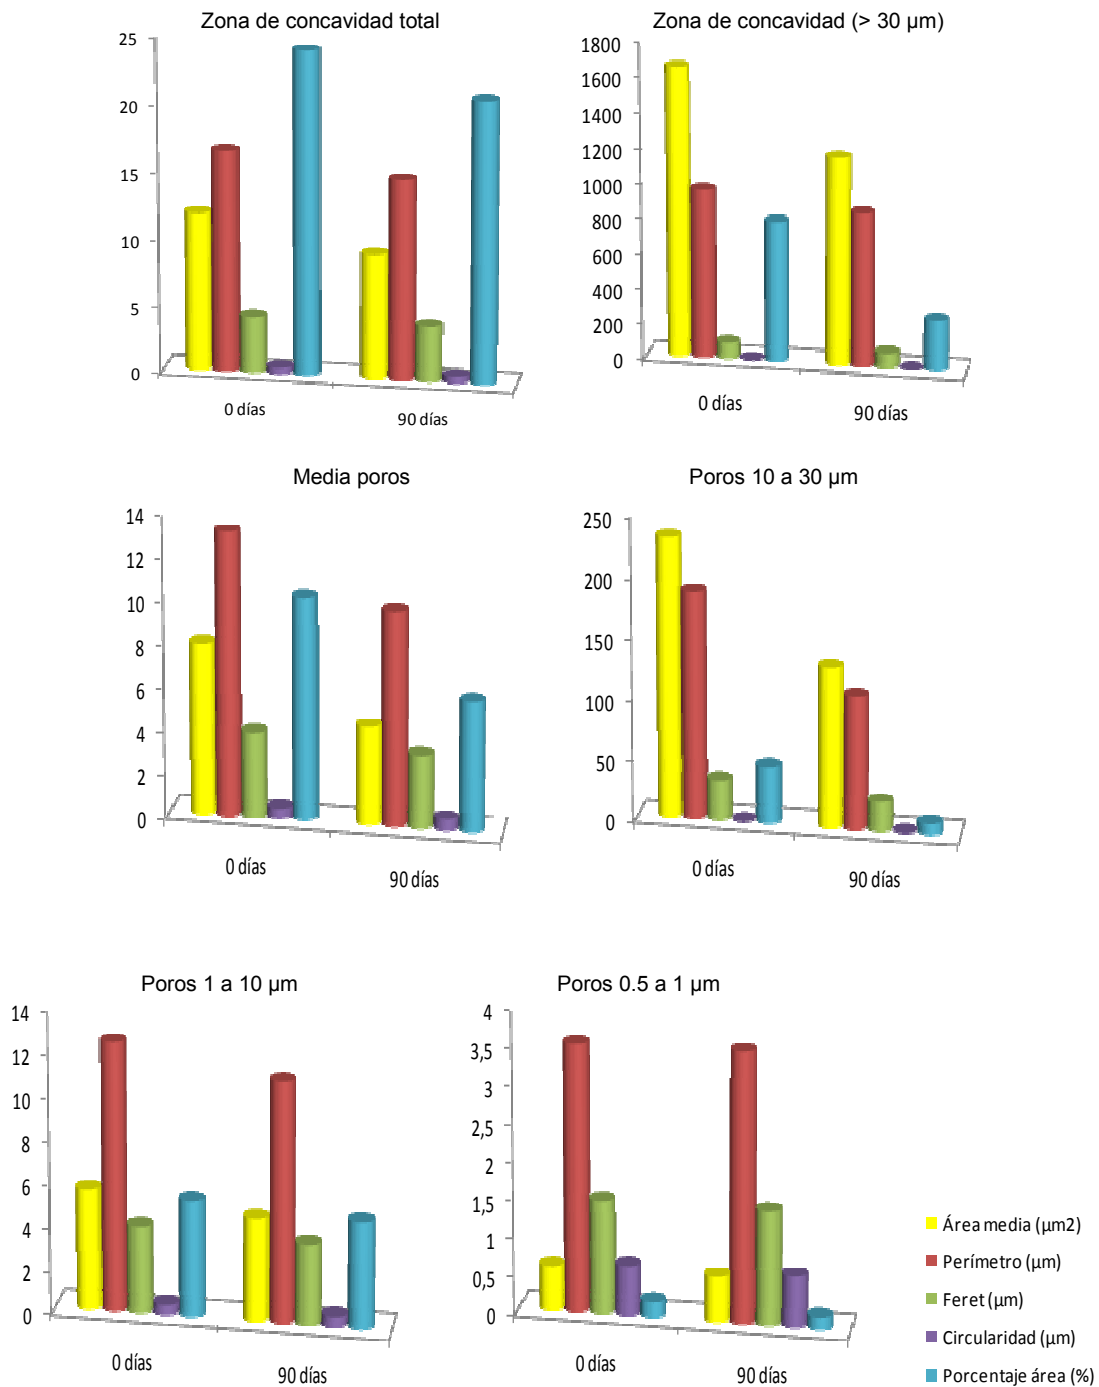 Zona de concavidad total
25
20
15
10
5
0
0 días
90 días
Zona de concavidad (> 30 µm)
1800
1600
1400
1200
1000
800
600
400
200
0
0 días
90 días
Media poros
14
12
10
8
6
4
2
0
0 días
90 días
Poros 10 a 30 µm
250
200
150
100
50
0
0 días
90 días
Poros 1 a 10 µm
14
12
10
8
6
4
2
0
0 días
90 días
Poros 0.5 a 1 µm
4
3,5
3
2,5
2
1,5
1
0,5
0
0 días
90 días
Área media (µm2)
Perímetro (µm)
Feret (µm)
Circularidad (µm)
Porcentaje área (%)